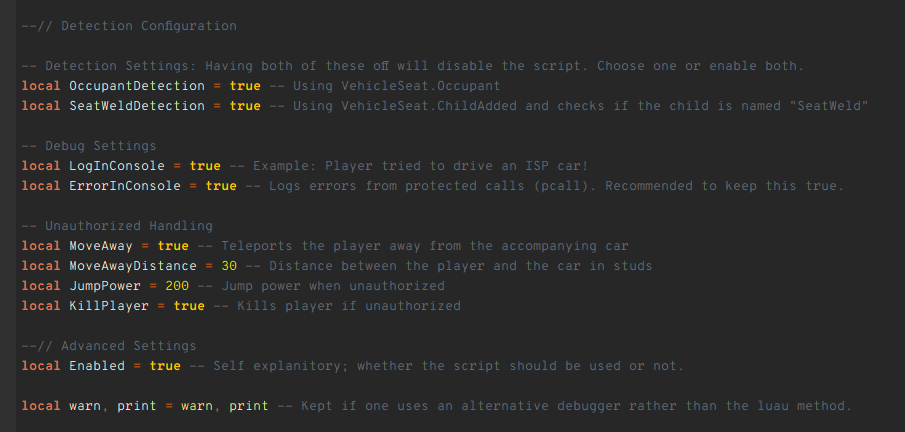 --// Detection Configuration
-- Detection Settings: Having both of these off will disable the script. Choose one or enable both.
local OccupantDetection = true -- Using VehicleSeat.Occupant
local SeatWeldDetection = true -- Using VehicleSeat.ChildAdded and checks if the child is named "SeatWeld"
-- Debug Settings
local LogInConsole = true -- Example: Player tried to drive an ISP car!
local ErrorInConsole = true -- Logs errors from protected calls (pcall). Recommended to keep this true.
-- Unauthorized Handling
local MoveAway = true -- Teleports the player away from the accompanying car
local MoveAwayDistance = 30 -- Distance between the player and the car in studs
local JumpPower = 200 -- Jump power when unauthorized
local KillPlayer = true -- Kills player if unauthorized
--// Advanced Settings
local Enabled = true -- Self explanitory; whether the script should be used or not.
local warn, print = warn, print -- Kept if one uses an alternative debugger rather than the luau method.